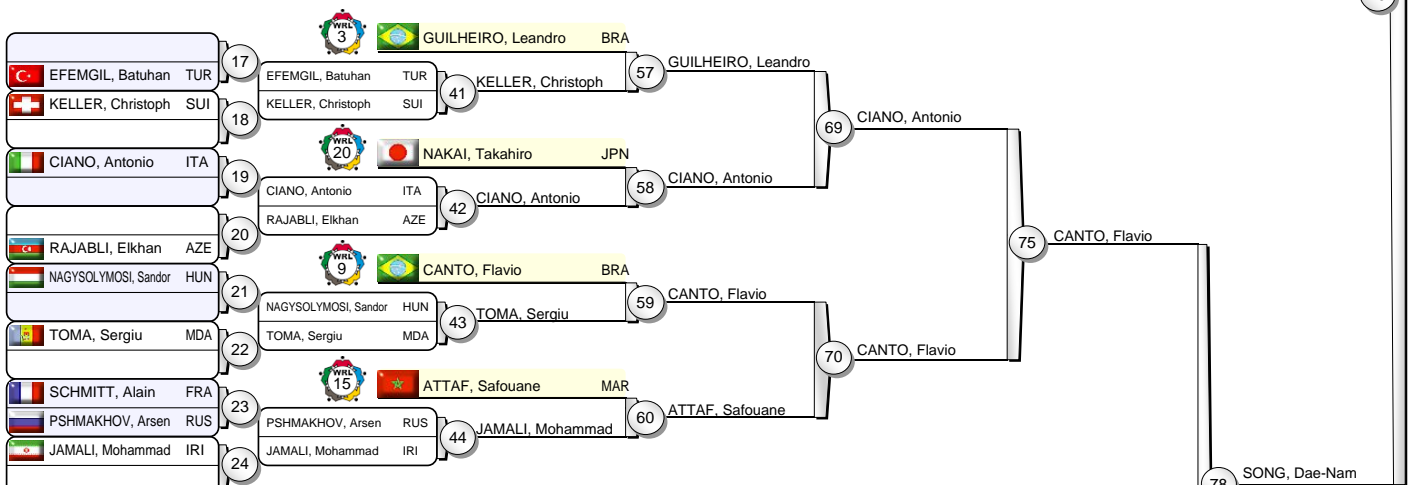 WRL
3
GUILHEIRO, Leandro BRA
17
EFEMGIL, Batuhan TUR
KELLER, Christoph SUI
18
EFEMGIL, Batuhan TUR
KELLER, Christoph SUI
41
KELLER, Christoph
57
GUILHEIRO, Leandro
WRL
20
NAKAI, Takahiro JPN
CIANO, Antonio ITA
19
20
RAJABLI, Elkhan AZE
CIANO, Antonio ITA
RAJABLI, Elkhan AZE
42
CIANO, Antonio
58
CIANO, Antonio
69
CIANO, Antonio
WRL
9
CANTO, Flavio BRA
NAGYSOLYMOSI, Sandor HUN
21
TOMA, Sergiu MDA
22
NAGYSOLYMOSI, Sandor HUN
TOMA, Sergiu MDA
43
TOMA, Sergiu
59
CANTO, Flavio
WRL
15
ATTAF, Safouane MAR
SCHMITT, Alain FRA
23
PSHMAKHOV, Arsen RUS
JAMALI, Mohammad IRI
24
PSHMAKHOV, Arsen RUS
JAMALI, Mohammad IRI
44
JAMALI, Mohammad
60
ATTAF, Safouane
70
CANTO, Flavio
75
CANTO, Flavio
78
SONG, Dae-Nam